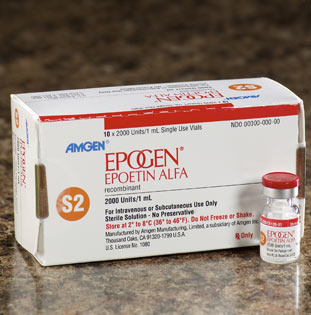 10 x 2000 Units/1 mL Single Use Vials
NDC 00000-000-00
AMGEN®
EPOGEN®
EPOETIN ALFA
recombinant
S2
2000 Units/1 mL
For Intravenous or Subcutaneous Use Only
Sterile Solution - No Preservative
Store at 2° to 8°C (36° to 46°F). Do Not Freeze or Shake.
Manufactured by Amgen Manufacturing, Limited, a subsidiary of Amgen Inc.
Thousand Oaks, CA 91320-1799 U.S.A.
U.S. License No. 1080
Rx Only
S2
EPOGEN
EPOETIN ALFA